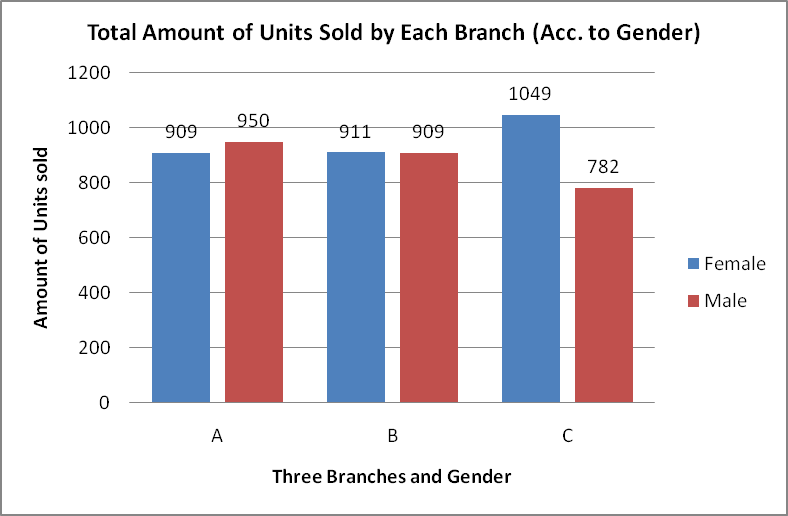 Total Amount of Units Sold by Each Branch (Acc. to Gender)
Amount of Units sold
1200
1000
800
600
400
200
0
909
950
911
909
1049
782
A
B
C
Three Branches and Gender
Female
Male